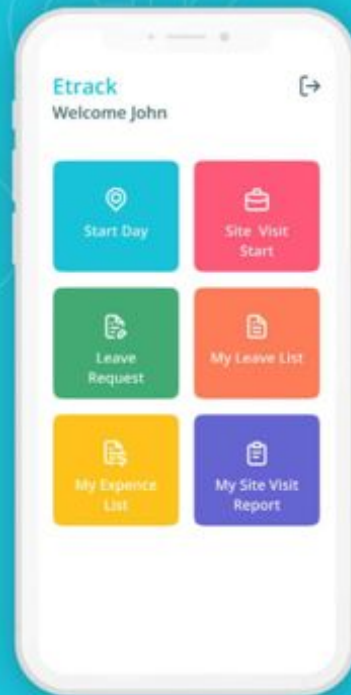 Etrack
Welcome John
Start Day
Site Visit
Start
Leave
Request
My Leave List
My Expence
List
My Site Visit
Report